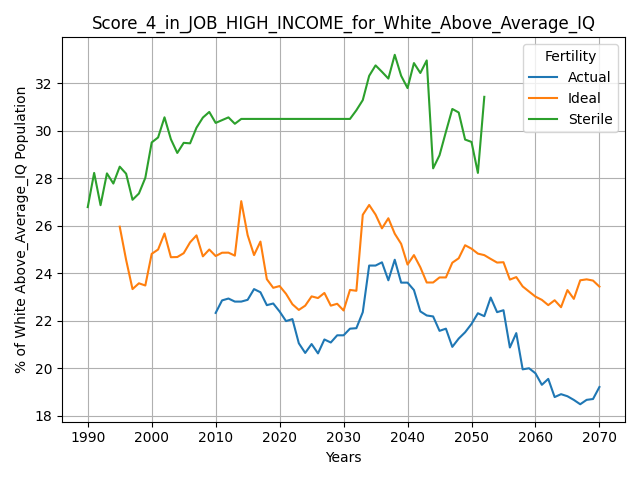 Score_4_in_JOB_HIGH_INCOME_for_White_Above_Average_IQ
% of White Above_Average_IQ Population
32
30
28
26
24
22
20
18
Fertility
Actual
Ideal
Sterile
1990 2000 2010 2020 2030 2040 2050 2060 2070
Years